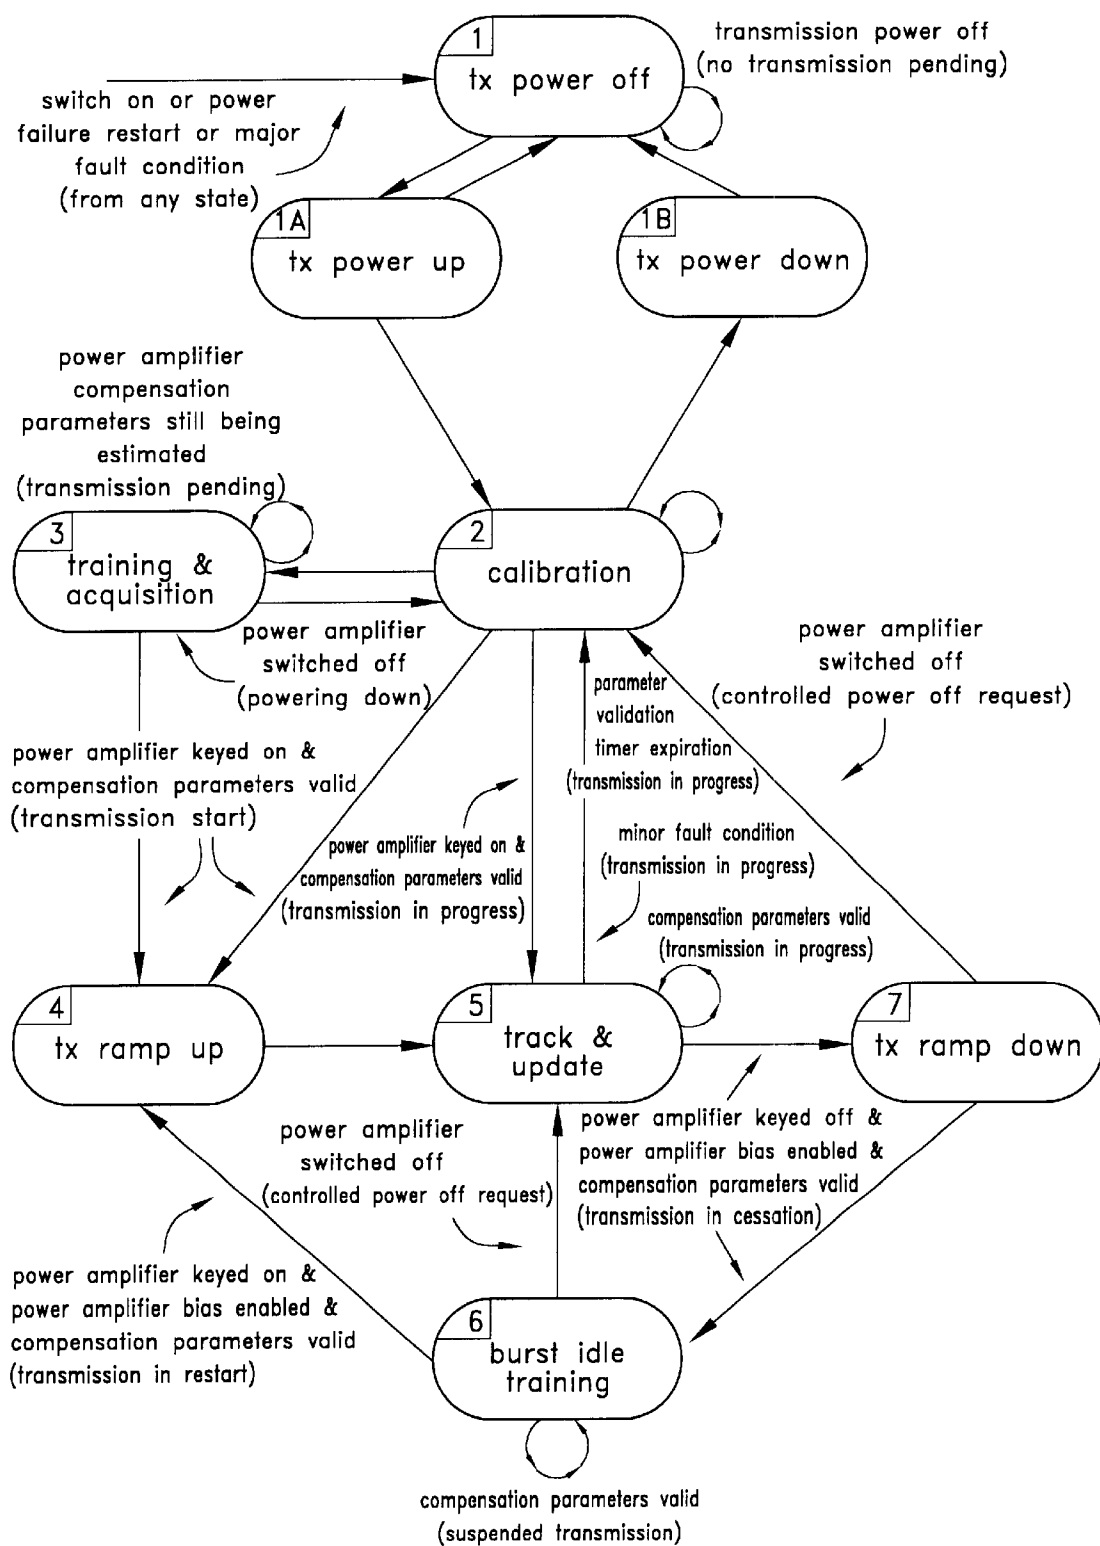 1
tx power off
transmission power off
(no transmission pending)
switch on or power
failure restart or major
fault condition
(from any state)
1A
tx power up
1B
tx power down
power amplifier
compensation
parameters still being
estimated
(transmission pending)
3
training &
acquisition
2
calibration
power amplifier
switched off
(powering down)
power amplifier
switched off
(controlled power off request)
parameter
validation
timer expiration
(transmission in progress)
power amplifier keyed on &
compensation parameters valid
(transmission start)
power amplifier keyed on &
compensation parameters valid
(transmission in progress)
minor fault condition
(transmission in progress)
compensation parameters valid
(transmission in progress)
4
tx ramp up
5
track &
update
7
tx ramp down
power amplifier
switched off
(controlled power off request)
power amplifier keyed off &
power amplifier bias enabled &
compensation parameters valid
(transmission in cessation)
power amplifier keyed on &
power amplifier bias enabled &
compensation parameters valid
(transmission in restart)
6
burst idle
training
compensation parameters valid
(suspended transmission)